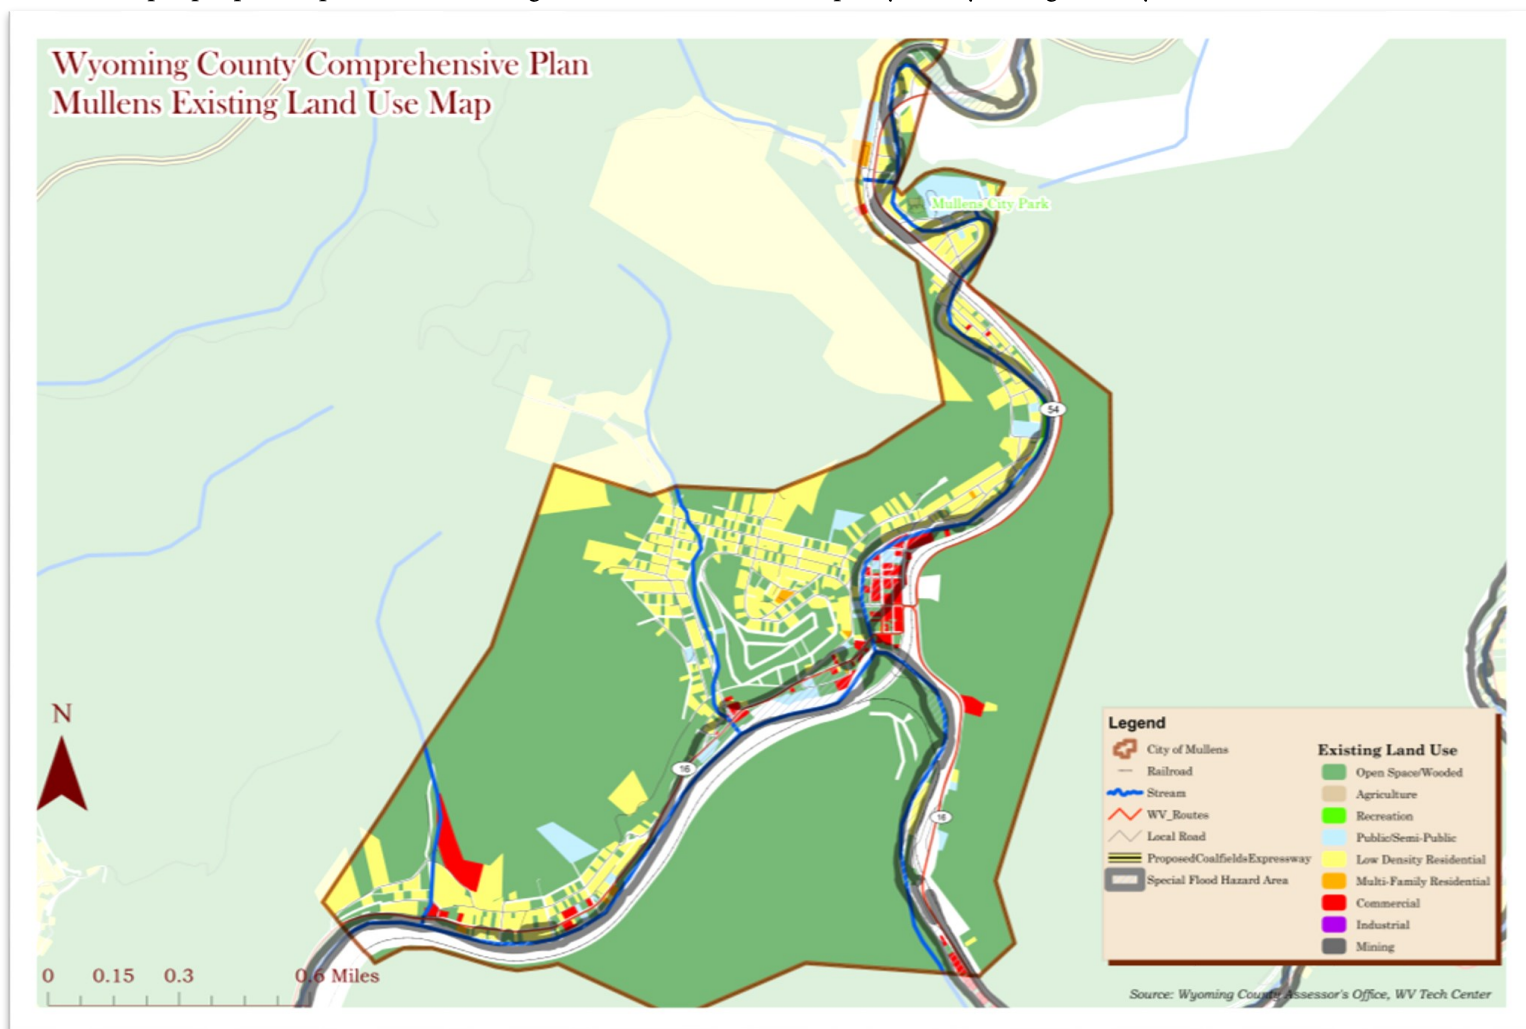 Wyoming County Comprehensive Plan
Mullens Existing Land Use Map
Mullens City Park
54
16
16
N
0 0.15 0.3 0.6 Miles
Legend
City of Mullens
Railroad
Stream
WV_Routes
Local Road
ProposedCoalfieldsExpressway
Special Flood Hazard Area
Existing Land Use
Open Space/Wooded
Agriculture
Recreation
Public/Semi-Public
Low Density Residential
Multi-Family Residential
Commercial
Industrial
Mining
Source: Wyoming County Assessor's Office, WV Tech Center